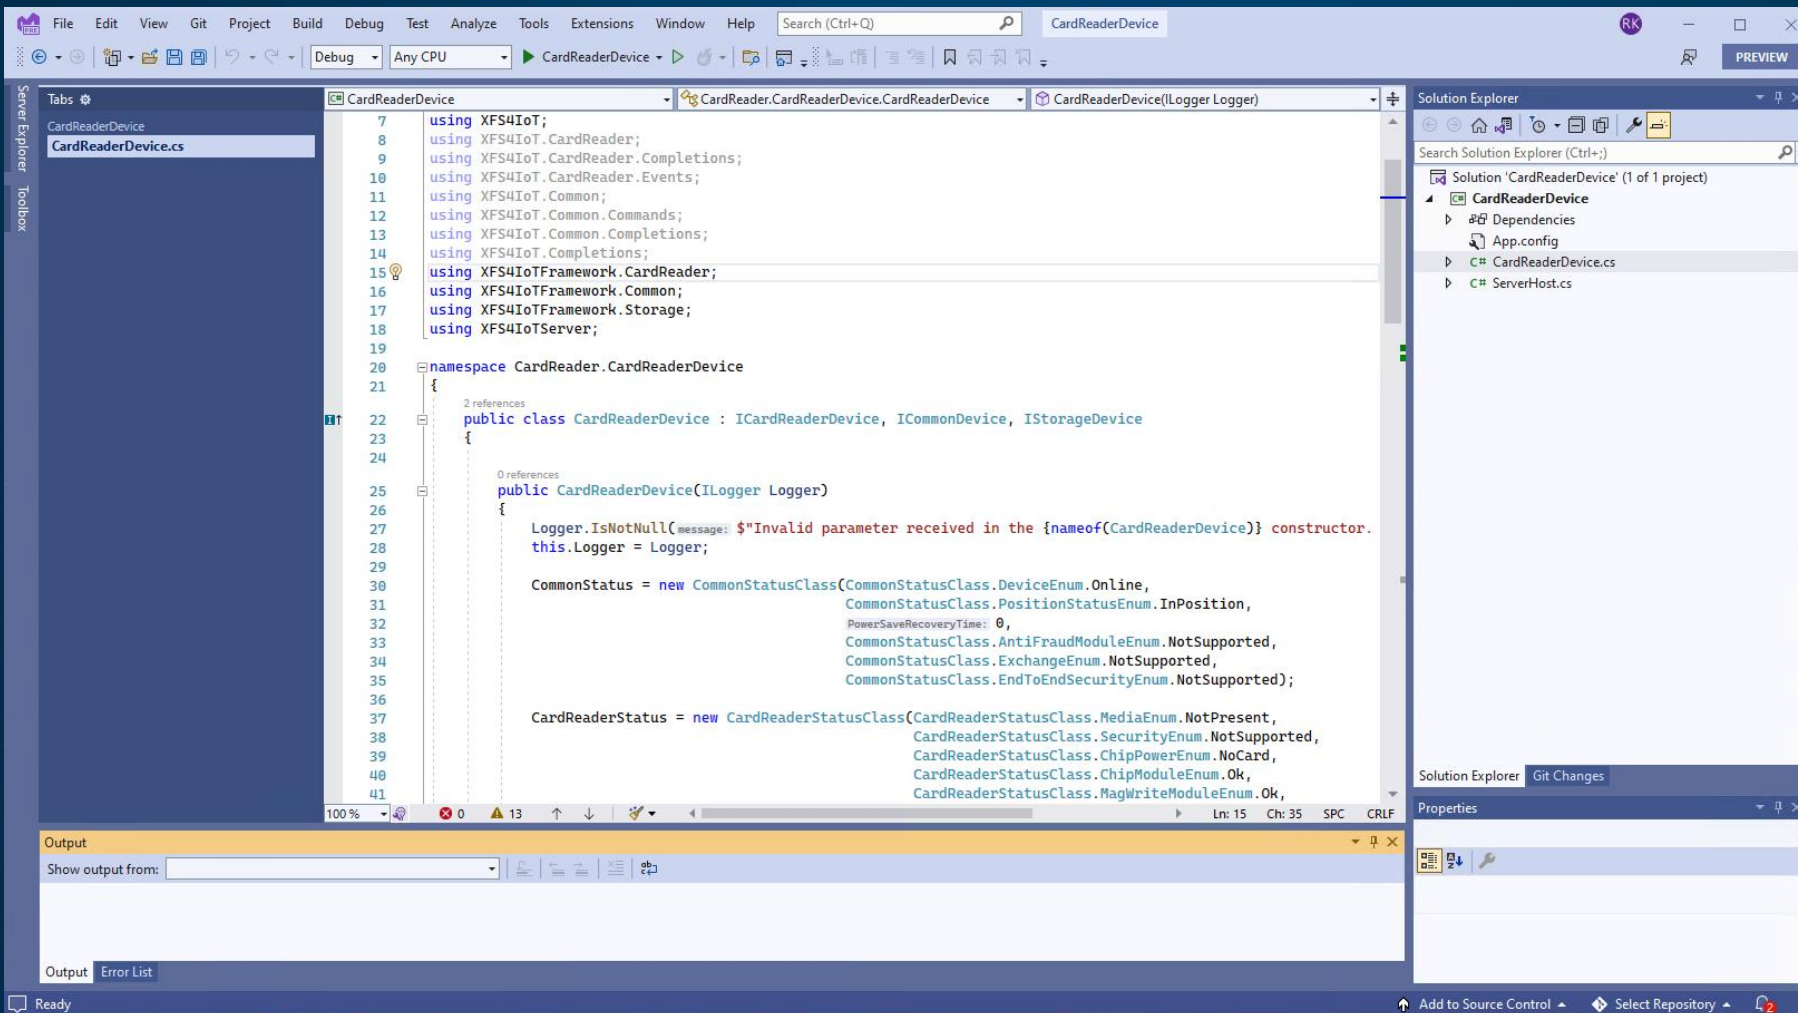 File Edit View Git Project Build Debug Test Analyze Tools Extensions Window Help Search (Ctrl+Q) CardReaderDevice RK
Debug Any CPU CardReaderDevice PREVIEW
Server Explorer
Toolbox
Tabs
CardReaderDevice
CardReaderDevice.cs
C# CardReaderDevice CardReader.CardReaderDevice.CardReaderDevice CardReaderDevice(ILogger Logger)
7 using XFS4IoT;
8 using XFS4IoT.CardReader;
9 using XFS4IoT.CardReader.Completions;
10 using XFS4IoT.CardReader.Events;
11 using XFS4IoT.Common;
12 using XFS4IoT.Common.Commands;
13 using XFS4IoT.Common.Completions;
14 using XFS4IoT.Completions;
15 using XFS4IoTFramework.CardReader;
16 using XFS4IoTFramework.Common;
17 using XFS4IoTFramework.Storage;
18 using XFS4IoTServer;
19
20 namespace CardReader.CardReaderDevice
21 {
2 references
22 public class CardReaderDevice : ICardReaderDevice, ICommonDevice, IStorageDevice
23 {
24
0 references
25 public CardReaderDevice(ILogger Logger)
26 {
27 Logger.IsNotNull(message: $"Invalid parameter received in the {nameof(CardReaderDevice)} constructor.
28 this.Logger = Logger;
29
30 CommonStatus = new CommonStatusClass(CommonStatusClass.DeviceEnum.Online,
31 CommonStatusClass.PositionStatusEnum.InPosition,
32 PowerSaveRecoveryTime: 0,
33 CommonStatusClass.AntiFraudModuleEnum.NotSupported,
34 CommonStatusClass.ExchangeEnum.NotSupported,
35 CommonStatusClass.EndToEndSecurityEnum.NotSupported);
36
37 CardReaderStatus = new CardReaderStatusClass(CardReaderStatusClass.MediaEnum.NotPresent,
38 CardReaderStatusClass.SecurityEnum.NotSupported,
39 CardReaderStatusClass.ChipPowerEnum.NoCard,
40 CardReaderStatusClass.ChipModuleEnum.Ok,
41 CardReaderStatusClass.MagWriteModuleEnum.Ok,
100 % 0 13 Ln: 15 Ch: 35 SPC CRLF
Output
Show output from:
Output Error List
Solution Explorer
Search Solution Explorer (Ctrl+;)
Solution 'CardReaderDevice' (1 of 1 project)
C# CardReaderDevice
Dependencies
App.config
C# CardReaderDevice.cs
C# ServerHost.cs
Solution Explorer Git Changes
Properties
Ready Add to Source Control Select Repository 2